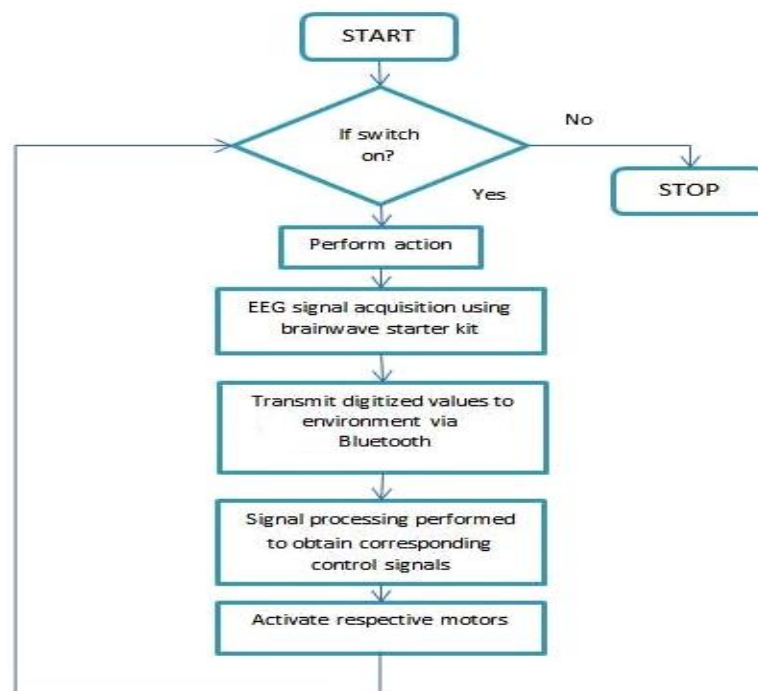 START
If switch
on?
No
Yes
STOP
Perform action
EEG signal acquisition using
brainwave starter kit
Transmit digitized values to
environment via
Bluetooth
Signal processing performed
to obtain corresponding
control signals
Activate respective motors